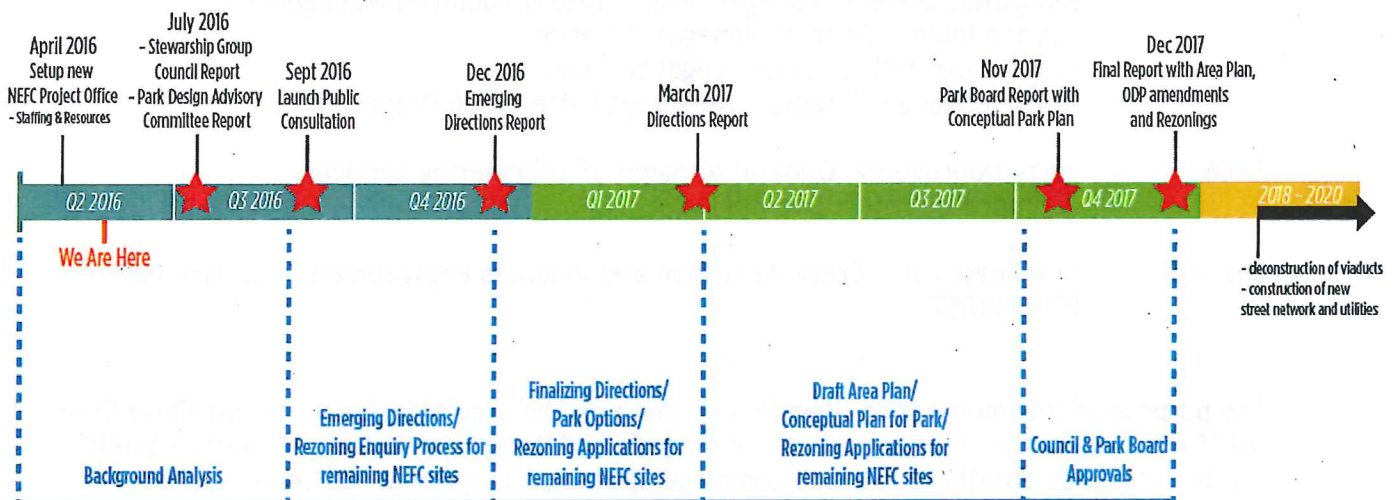 April 2016
Setup new
NEFC Project Office
- Staffing & Resources
July 2016
- Stewarship Group
Council Report
- Park Design Advisory
Committee Report
Sept 2016
Launch Public
Consultation
Dec 2016
Emerging
Directions Report
March 2017
Directions Report
Nov 2017
Park Board Report with
Conceptual Park Plan
Dec 2017
Final Report with Area Plan,
ODP amendments
and Rezonings
Q2 2016
Q3 2016
Q4 2016
Q1 2017
Q2 2017
Q3 2017
Q4 2017
2018 - 2020
We Are Here
- deconstruction of viaducts
- construction of new
street network and utilities
Background Analysis
Emerging Directions/
Rezoning Enquiry Process for
remaining NEFC sites
Finalizing Directions/
Park Options/
Rezoning Applications for
remaining NEFC sites
Draft Area Plan/
Conceptual Plan for Park/
Rezoning Applications for
remaining NEFC sites
Council & Park Board
Approvals